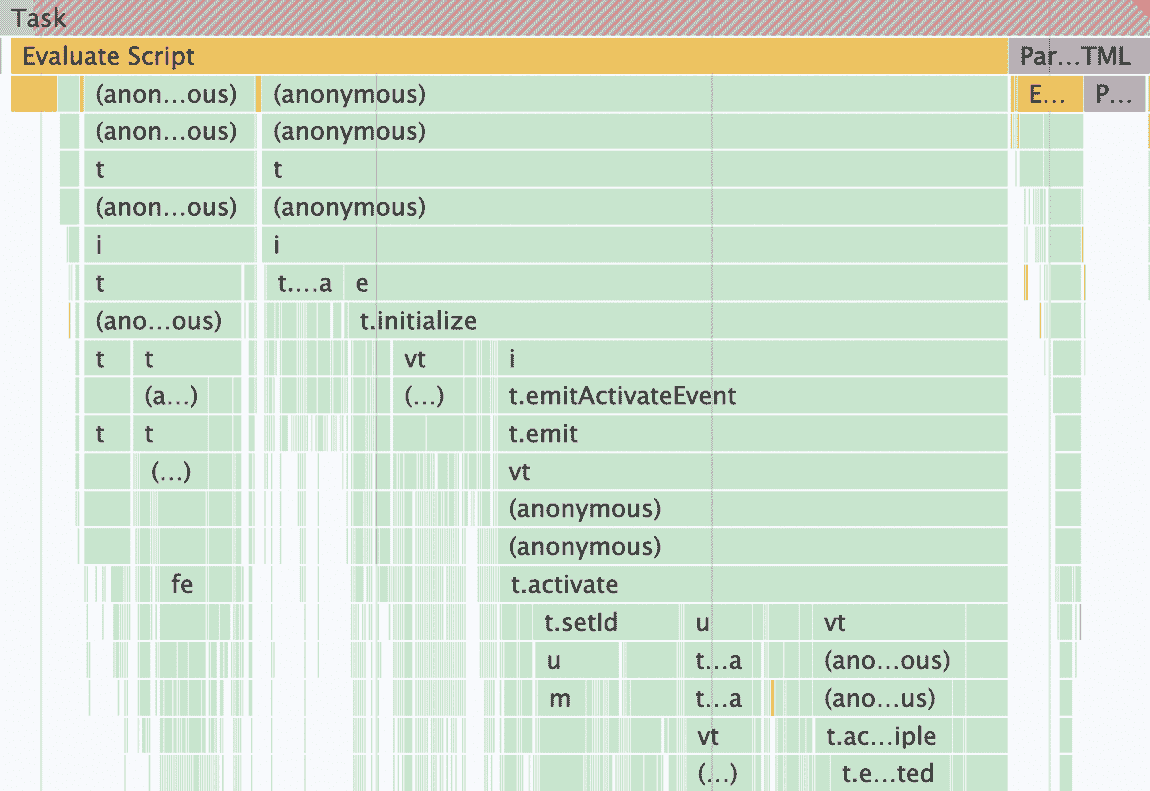 Task
Evaluate Script Par...TML
(anon...ous) (anonymous) E... P...
(anon...ous) (anonymous)
t t
(anon...ous) (anonymous)
i i
t t....a e
(ano...ous) t.initialize
t t vt i
(a...) (...) t.emitActivateEvent
t t t.emit
(...) vt
(anonymous)
(anonymous)
fe t.activate
t.setId u vt
u t...a (ano...ous)
m t...a (ano...us)
vt t.ac...iple
(...) t.e...ted